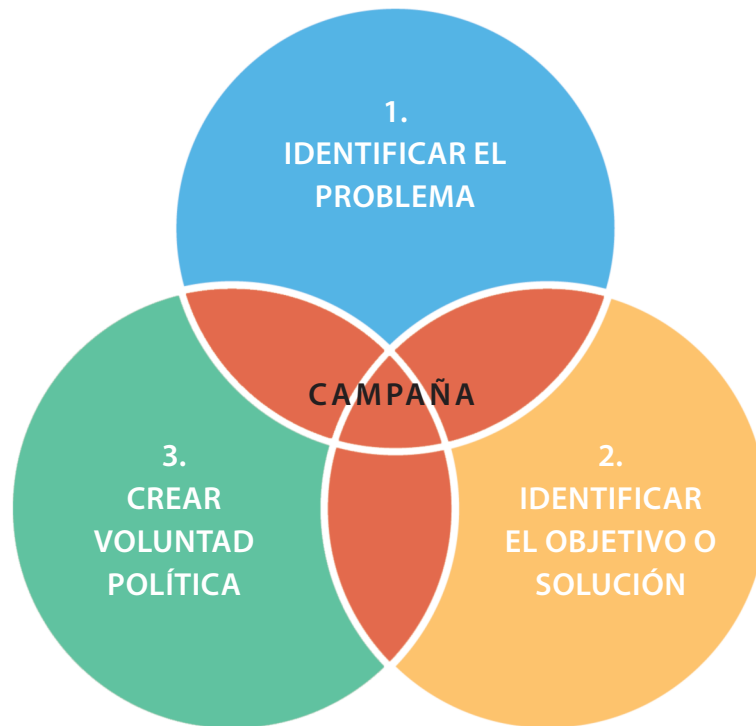 1.
IDENTIFICAR EL
PROBLEMA
CAMPAÑA
3.
CREAR
VOLUNTAD
POLÍTICA
2.
IDENTIFICAR
EL OBJETIVO O
SOLUCIÓN